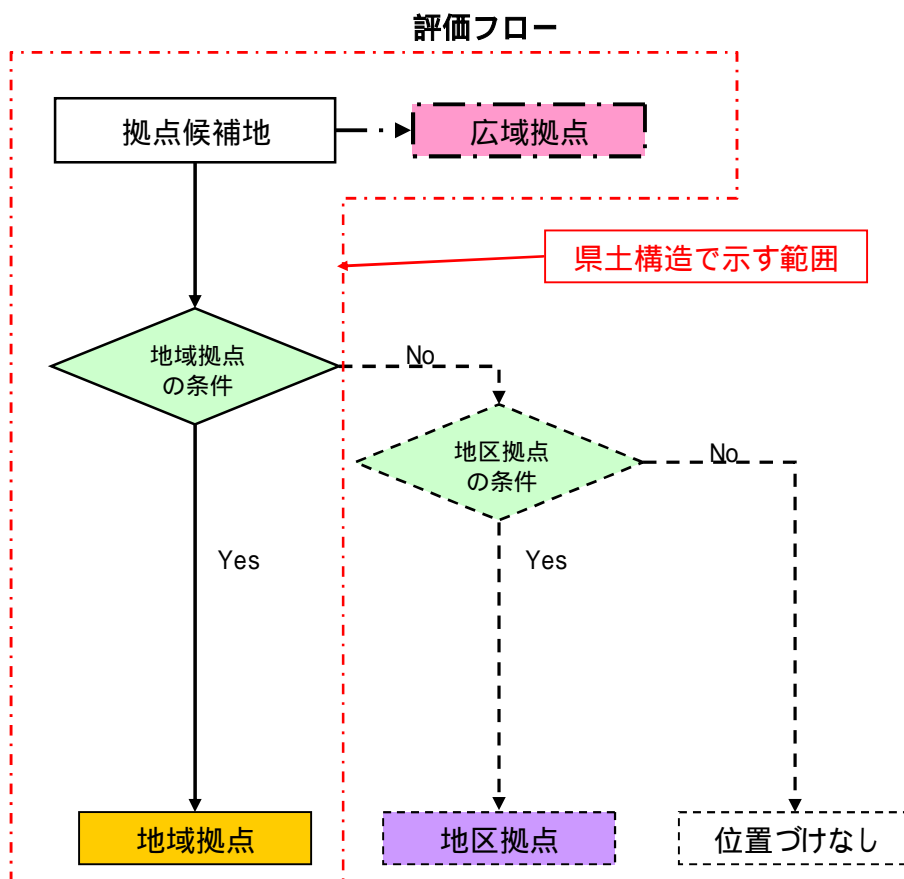 評価フロー
拠点候補地
広域拠点
県土構造で示す範囲
地域拠点
の条件
No
地区拠点
の条件
No
Yes
Yes
地域拠点
地区拠点
位置づけなし